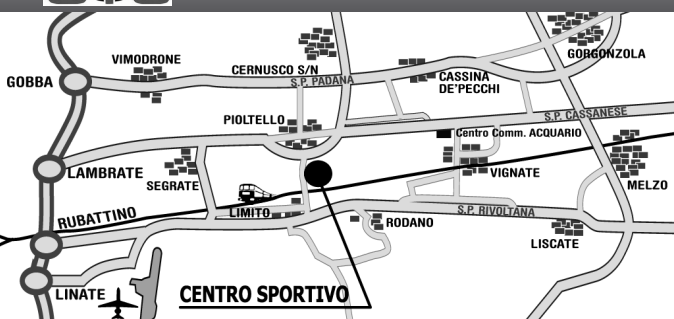 VIMODRONE
GORGONZOLA
CERNUSCO S/N
GOBBA
S.P. PADANA
CASSINA
DE'PECCHI
S.P. CASSANESE
PIOLTELLO
Centro Comm. ACQUARIO
LAMBRATE
VIGNATE
SEGRATE
MELZO
LIMITO
RUBATTINO
S.P. RIVOLTANA
RODANO
LISCATE
LINATE
CENTRO SPORTIVO